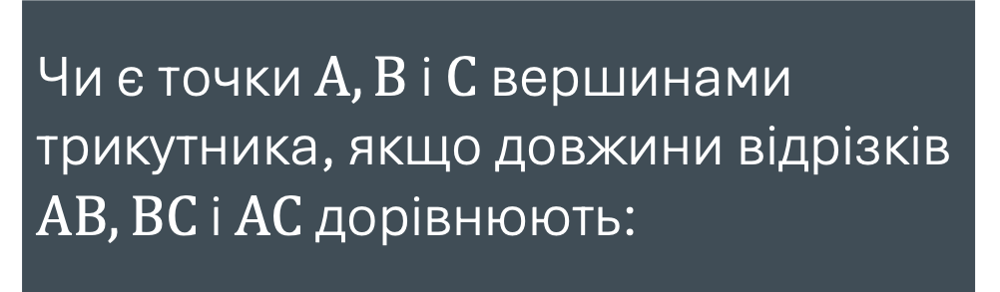 Чи є точки A, B і C вершинами
трикутника, якщо довжини відрізків
AB, BC і AC дорівнюють: